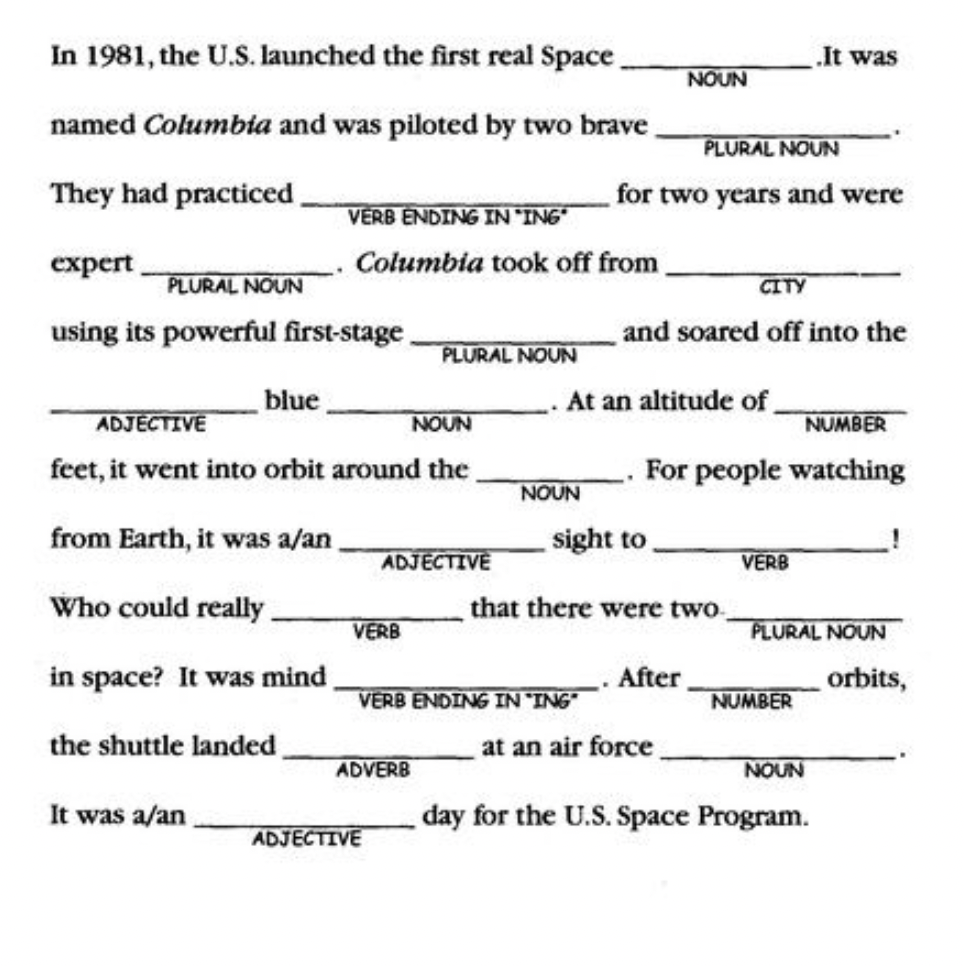 In 1981, the U.S. launched the first real Space ____________ .It was
NOUN
named Columbia and was piloted by two brave ____________ .
PLURAL NOUN
They had practiced ____________ for two years and were
VERB ENDING IN "ING"
expert ____________ . Columbia took off from ____________
PLURAL NOUN CITY
using its powerful first-stage ____________ and soared off into the
PLURAL NOUN
____________ blue ____________ . At an altitude of ____________
ADJECTIVE NOUN NUMBER
feet, it went into orbit around the ____________ . For people watching
NOUN
from Earth, it was a/an ____________ sight to ____________ !
ADJECTIVE VERB
Who could really ____________ that there were two ____________
VERB PLURAL NOUN
in space? It was mind ____________ . After ____________ orbits,
VERB ENDING IN "ING" NUMBER
the shuttle landed ____________ at an air force ____________ .
ADVERB NOUN
It was a/an ____________ day for the U.S. Space Program.
ADJECTIVE